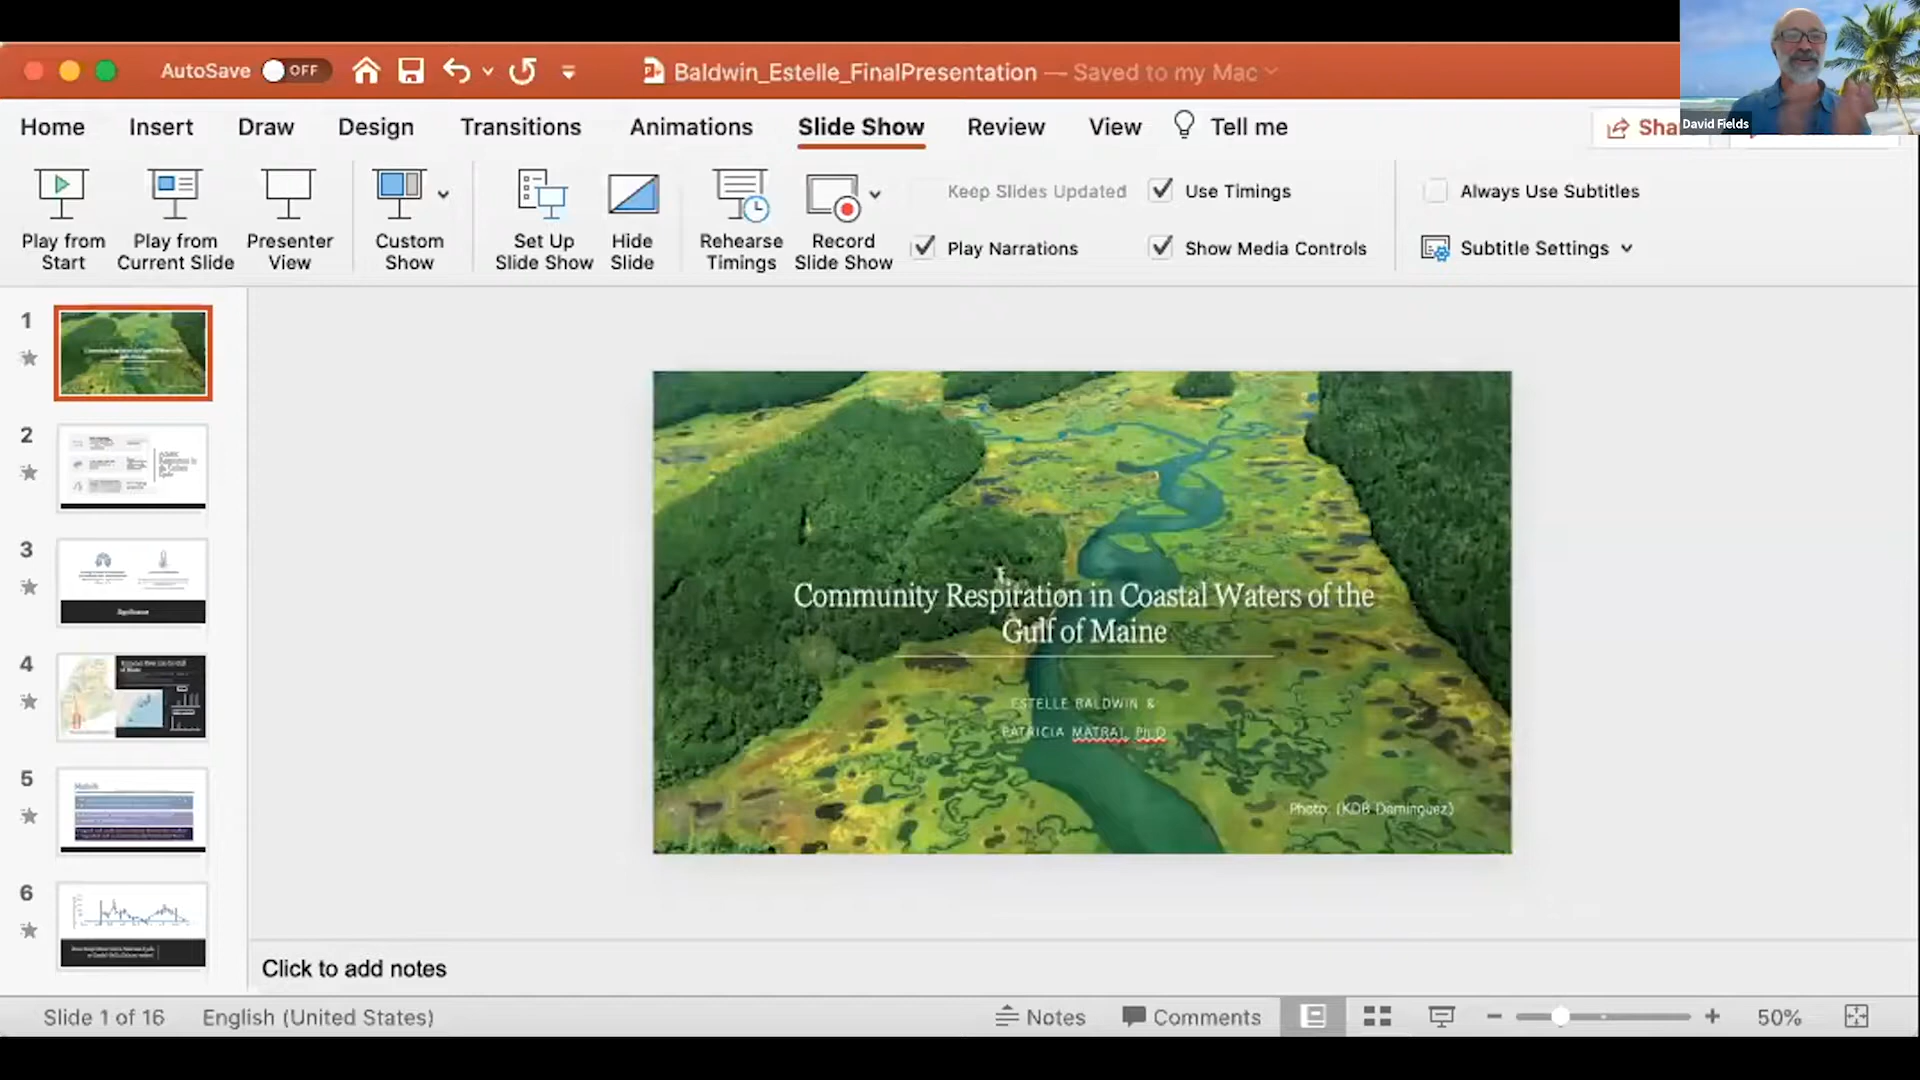 AutoSave OFF
Baldwin_Estelle_FinalPresentation — Saved to my Mac
David Fields
Home Insert Draw Design Transitions Animations Slide Show Review View Tell me
Play from Start
Play from Current Slide
Presenter View
Custom Show
Set Up Slide Show
Hide Slide
Rehearse Timings
Record Slide Show
Keep Slides Updated
Play Narrations
Use Timings
Show Media Controls
Always Use Subtitles
Subtitle Settings
1
2
3
Significance
4
5
6
Community Respiration in Coastal Waters of the
Gulf of Maine
ESTELLE BALDWIN &
PATRICIA MATRAI, Ph.D
Photo: (KDB Dominguez)
Click to add notes
Slide 1 of 16 English (United States) Notes Comments 50%